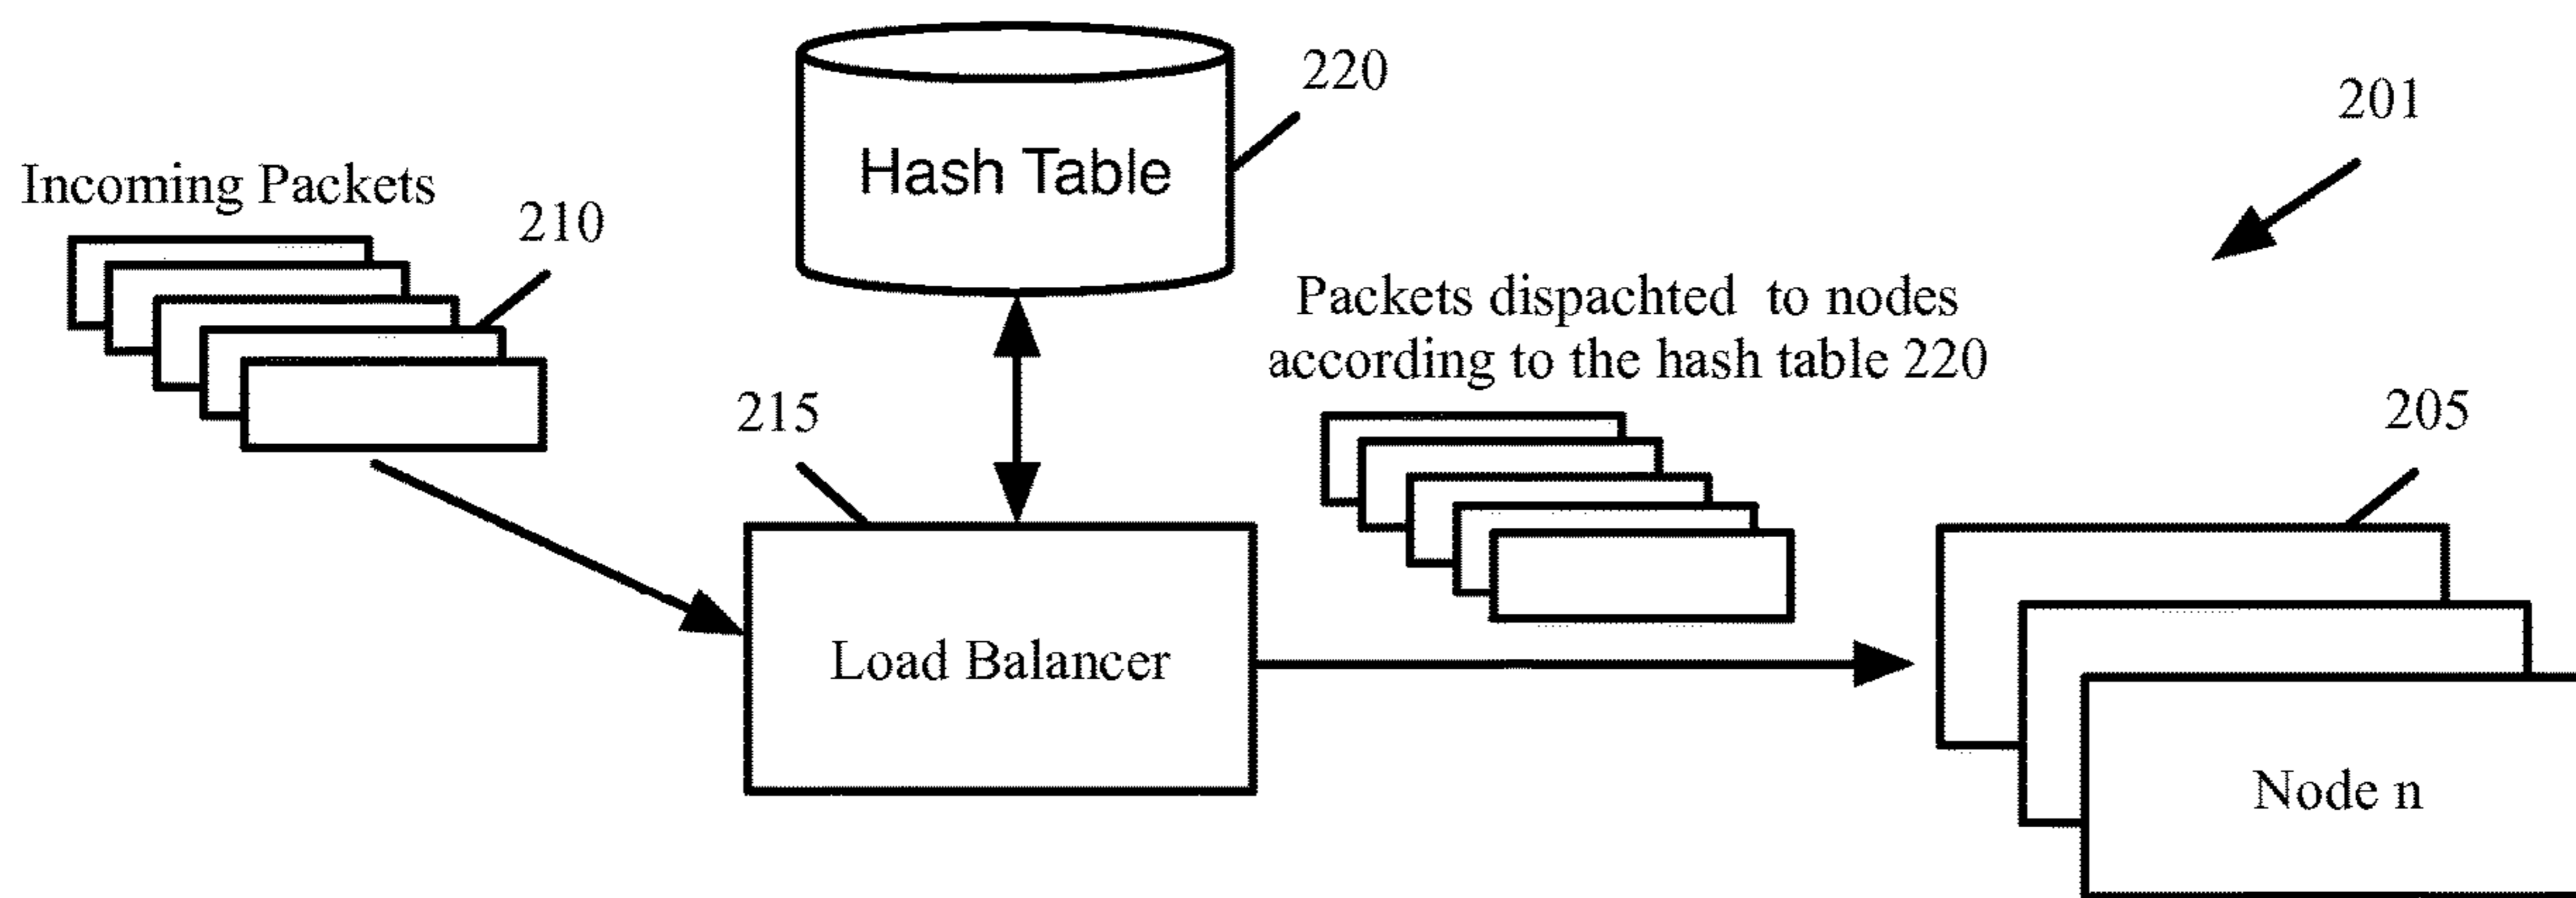 220
201
Hash Table
Incoming Packets
210
Packets dispachted to nodes
according to the hash table 220
215
205
Load Balancer
Node n